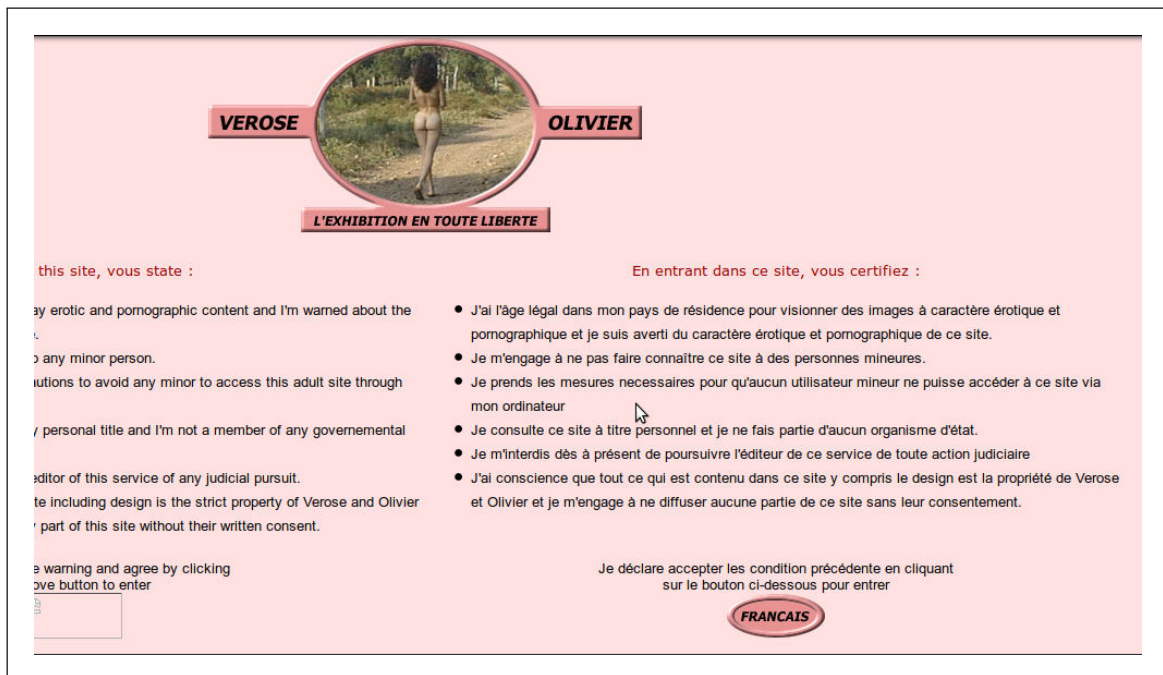 VEROSE
OLIVIER
L'EXHIBITION EN TOUTE LIBERTE
this site, vous state :
ay erotic and pornographic content and I'm warned about the
e.
o any minor person.
autions to avoid any minor to access this adult site through
y personal title and I'm not a member of any governemental
editor of this service of any judicial pursuit.
ite including design is the strict property of Verose and Olivier
y part of this site without their written consent.
e warning and agree by clicking
ove button to enter
En entrant dans ce site, vous certifiez :
J'ai l'âge légal dans mon pays de résidence pour visionner des images à caractère érotique et
pornographique et je suis averti du caractère érotique et pornographique de ce site.
Je m'engage à ne pas faire connaître ce site à des personnes mineures.
Je prends les mesures necessaires pour qu'aucun utilisateur mineur ne puisse accéder à ce site via
mon ordinateur
Je consulte ce site à titre personnel et je ne fais partie d'aucun organisme d'état.
Je m'interdis dès à présent de poursuivre l'éditeur de ce service de toute action judiciaire
J'ai conscience que tout ce qui est contenu dans ce site y compris le design est la propriété de Verose
et Olivier et je m'engage à ne diffuser aucune partie de ce site sans leur consentement.
Je déclare accepter les condition précédente en cliquant
sur le bouton ci-dessous pour entrer
FRANCAIS